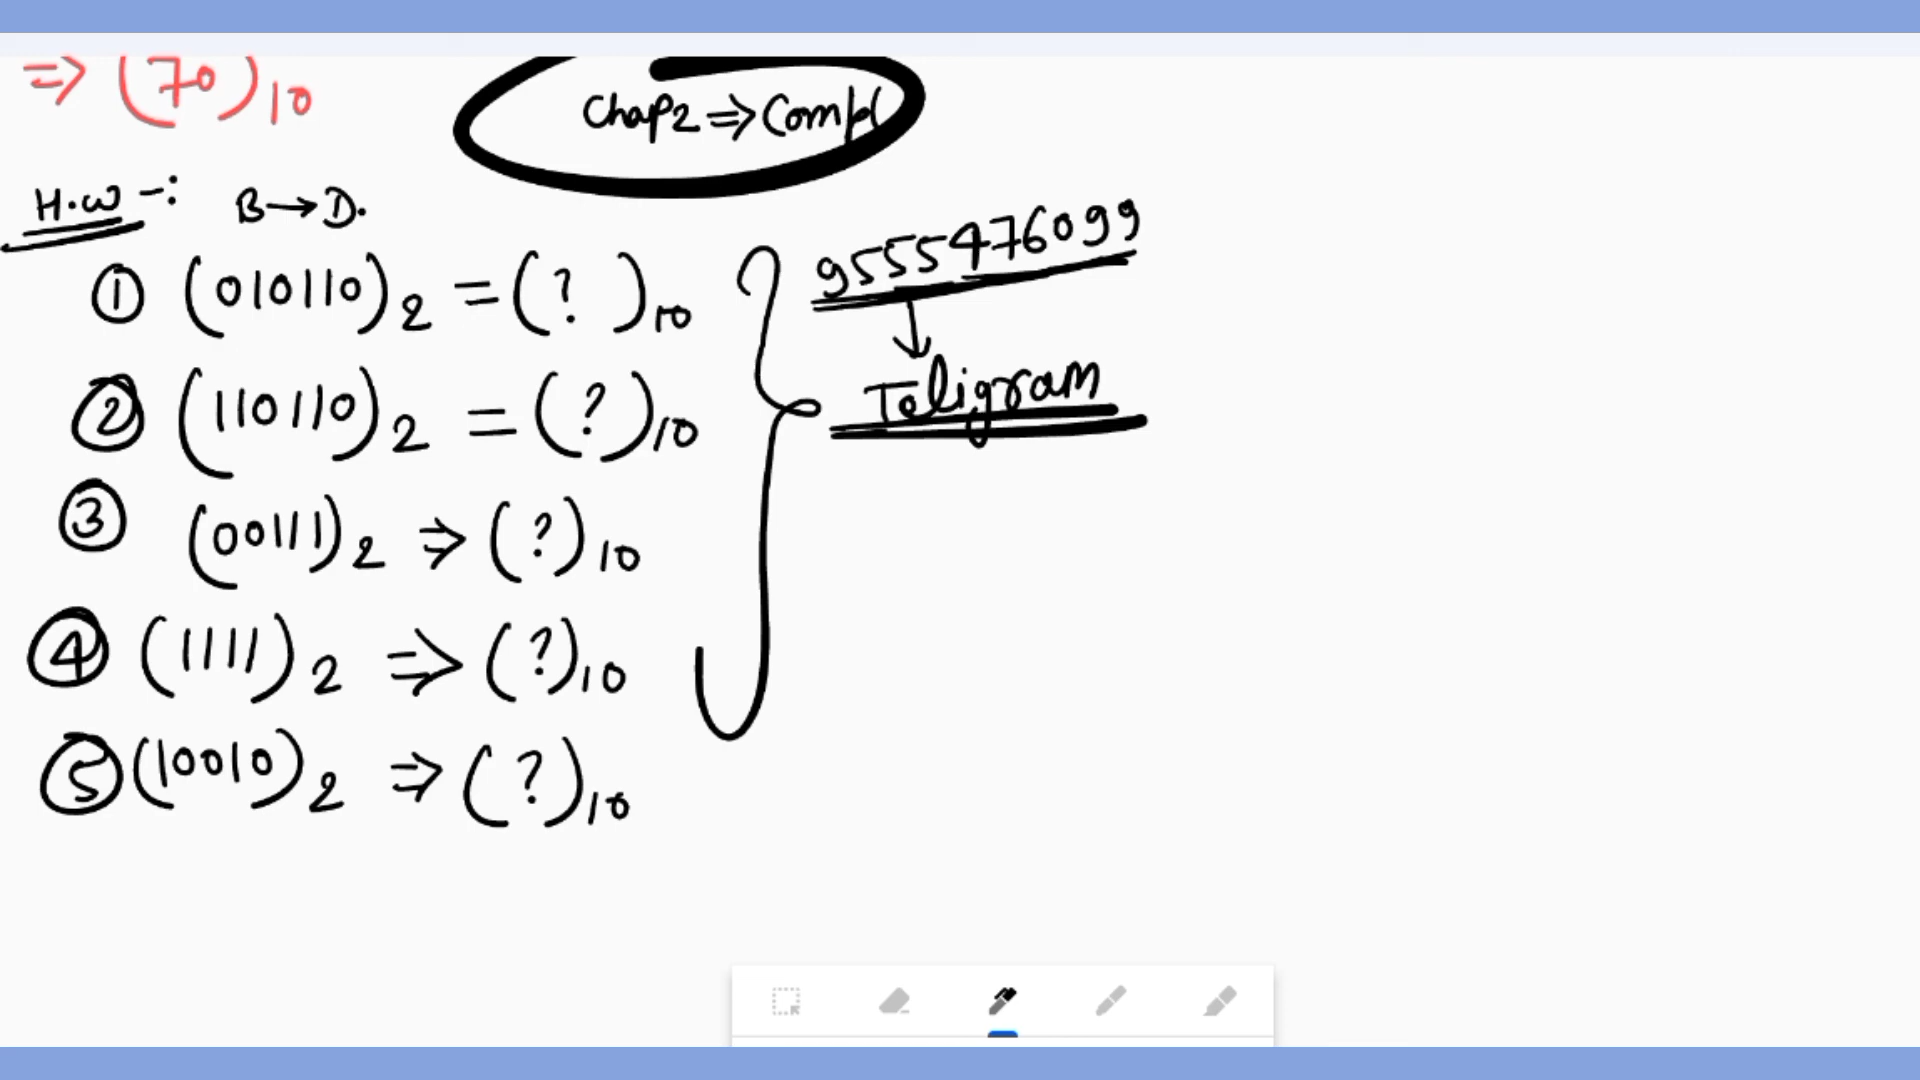 => (70)10
Chap2 => Compl
H.W -: B → D.
① (010110)2 = (?)10
② (110110)2 = (?)10
③ (00111)2 => (?)10
④ (1111)2 => (?)10
⑤ (10010)2 => (?)10
9555476099
↓
Teligram